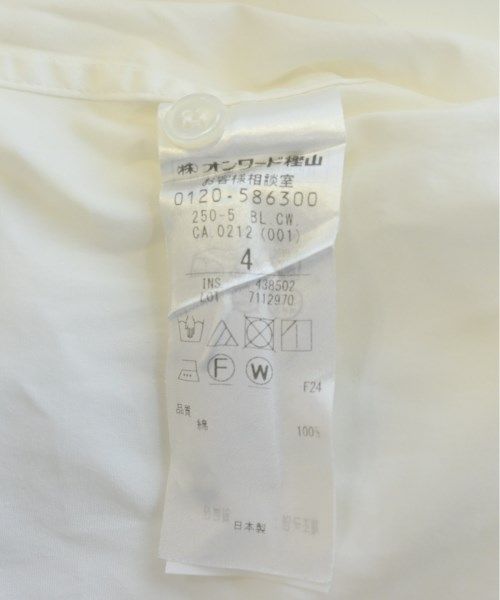 (株)オンワード樫山
お客様相談室
0120-586300
250-5 BL.CW.
CA.0212(001)
4
INS 438502
LOT 7112970
F W
F24
品質
綿 100%
日本製